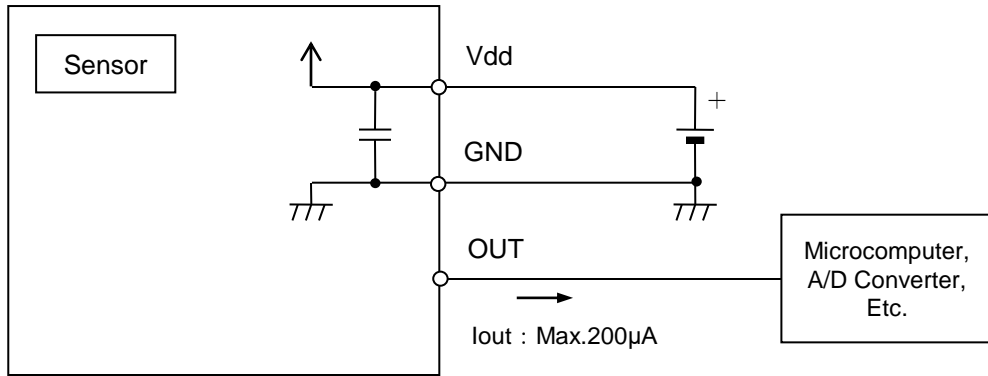 Sensor
Vdd
+
GND
OUT
Microcomputer,
A/D Converter,
Etc.
Iout : Max.200µA